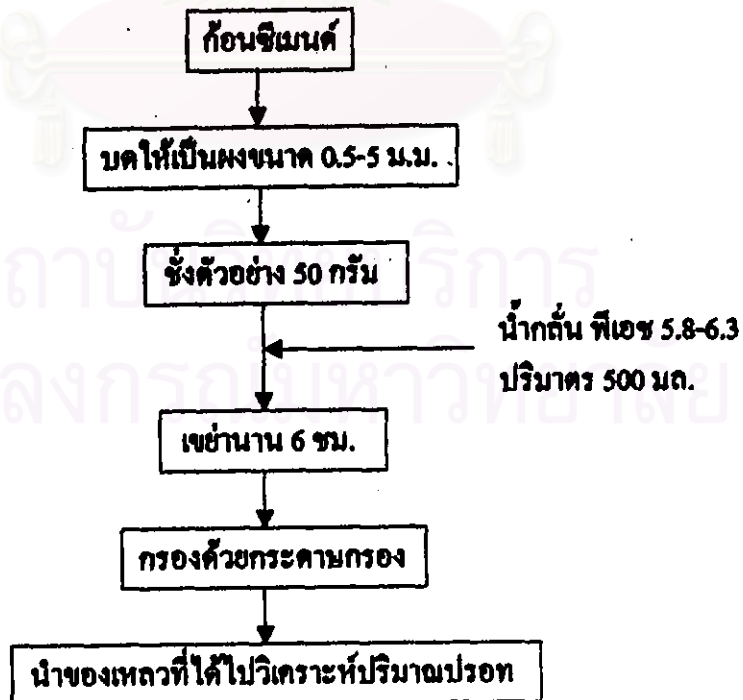 ก้อนซีเมนต์
บดให้เป็นผงขนาด 0.5-5 ม.ม.
ชั่งตัวอย่าง 50 กรัม
น้ำกลั่น พีเอช 5.8-6.3
ปริมาตร 500 มล.
เขย่านาน 6 ชม.
กรองด้วยกระดาษกรอง
นำของเหลวที่ได้ไปวิเคราะห์ปริมาณปรอท